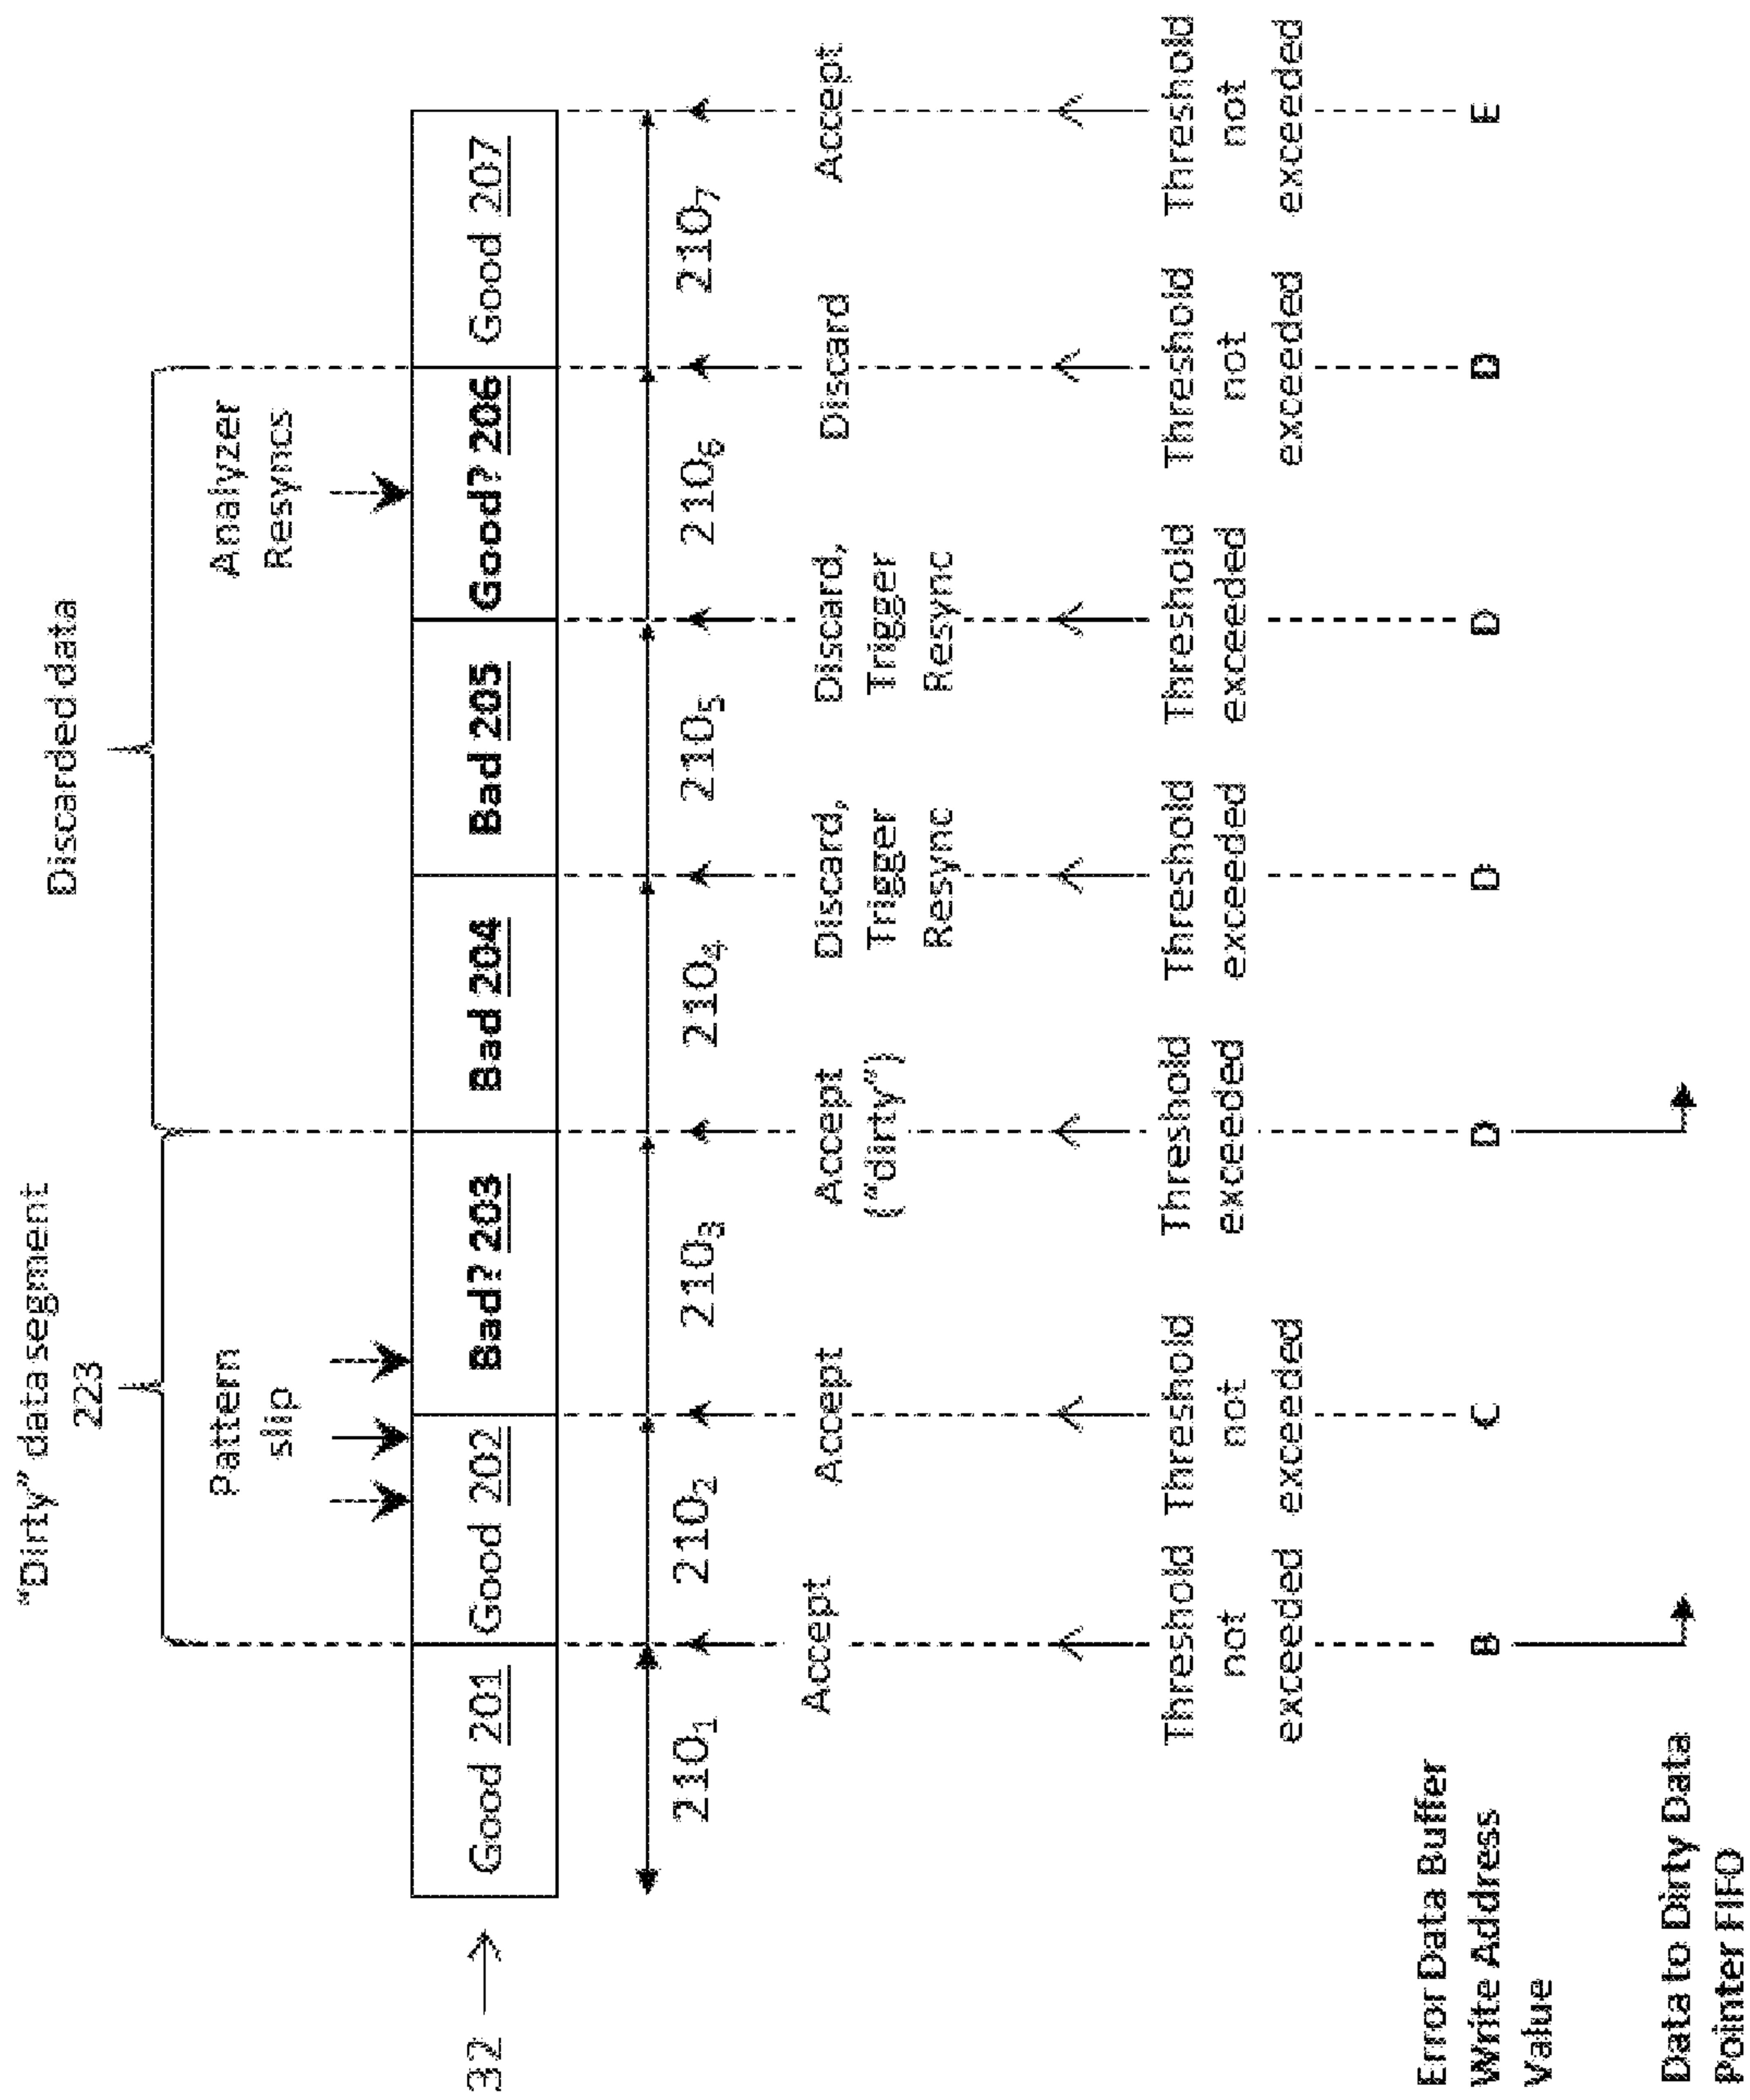 "Dirty" data segment
223
Discarded data
Pattern
slip
Analyzer
Resyncs
32
Good 201
Good 202
Bad? 203
Bad 204
Bad 205
Good? 206
Good 207
210₁
210₂
210₃
210₄
210₅
210₆
210₇
Accept
Accept
Accept
("dirty")
Discard,
Trigger
Resync
Discard,
Trigger
Resync
Discard
Accept
Threshold
not
exceeded
Threshold
not
exceeded
Threshold
exceeded
Threshold
exceeded
Threshold
exceeded
Threshold
not
exceeded
Threshold
not
exceeded
Error Data Buffer
Write Address
Value
B
C
D
D
D
D
E
Data to Dirty Data
Pointer FIFO